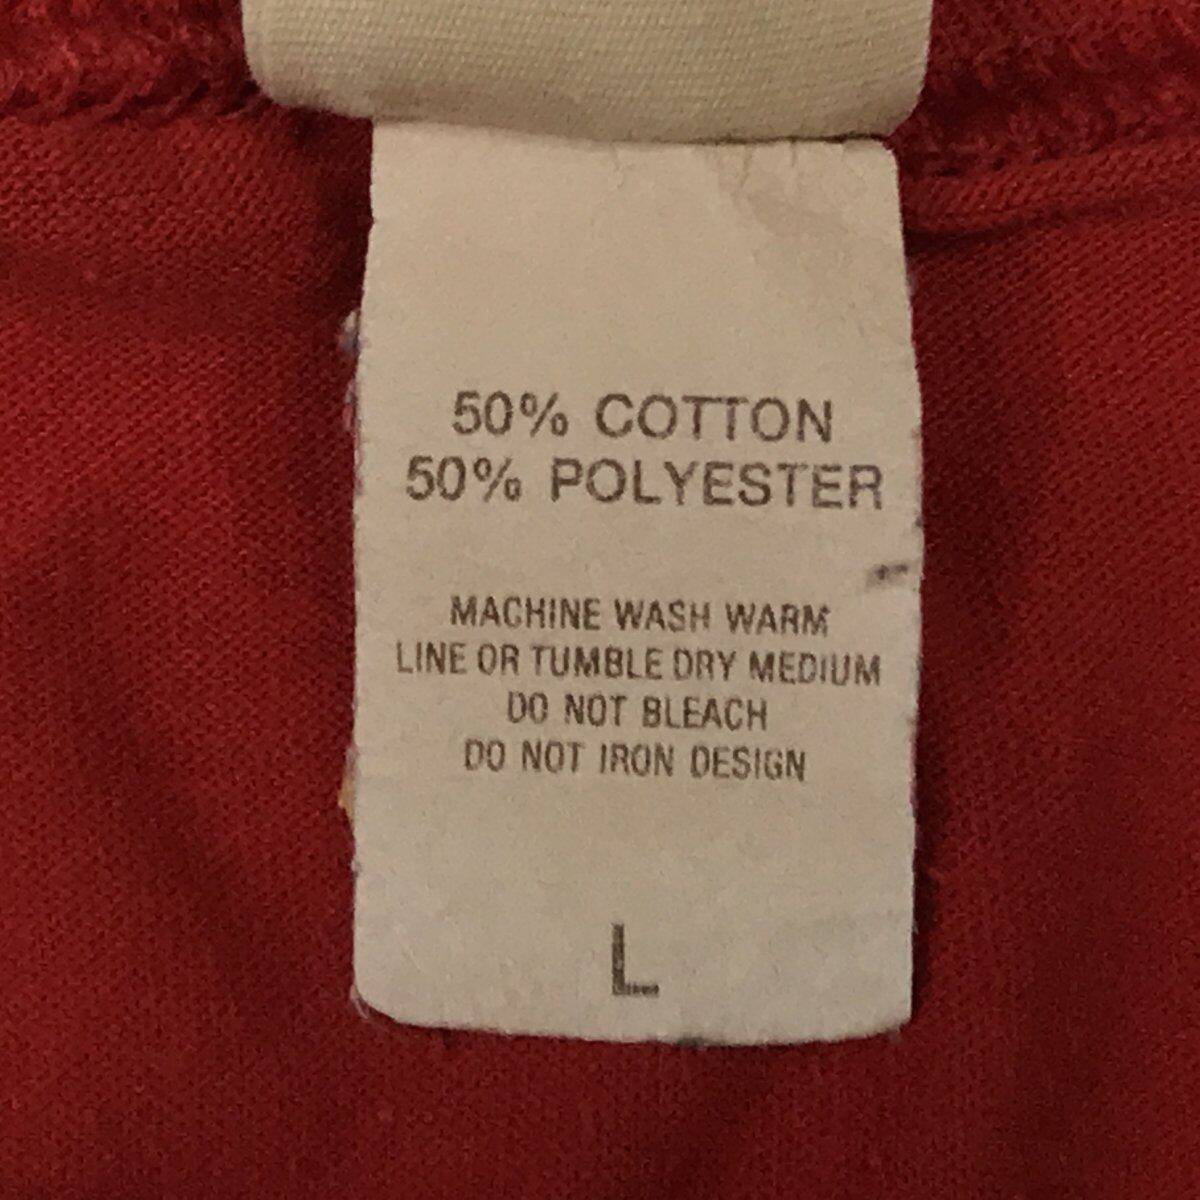 50% COTTON
50% POLYESTER
MACHINE WASH WARM
LINE OR TUMBLE DRY MEDIUM
DO NOT BLEACH
DO NOT IRON DESIGN
L